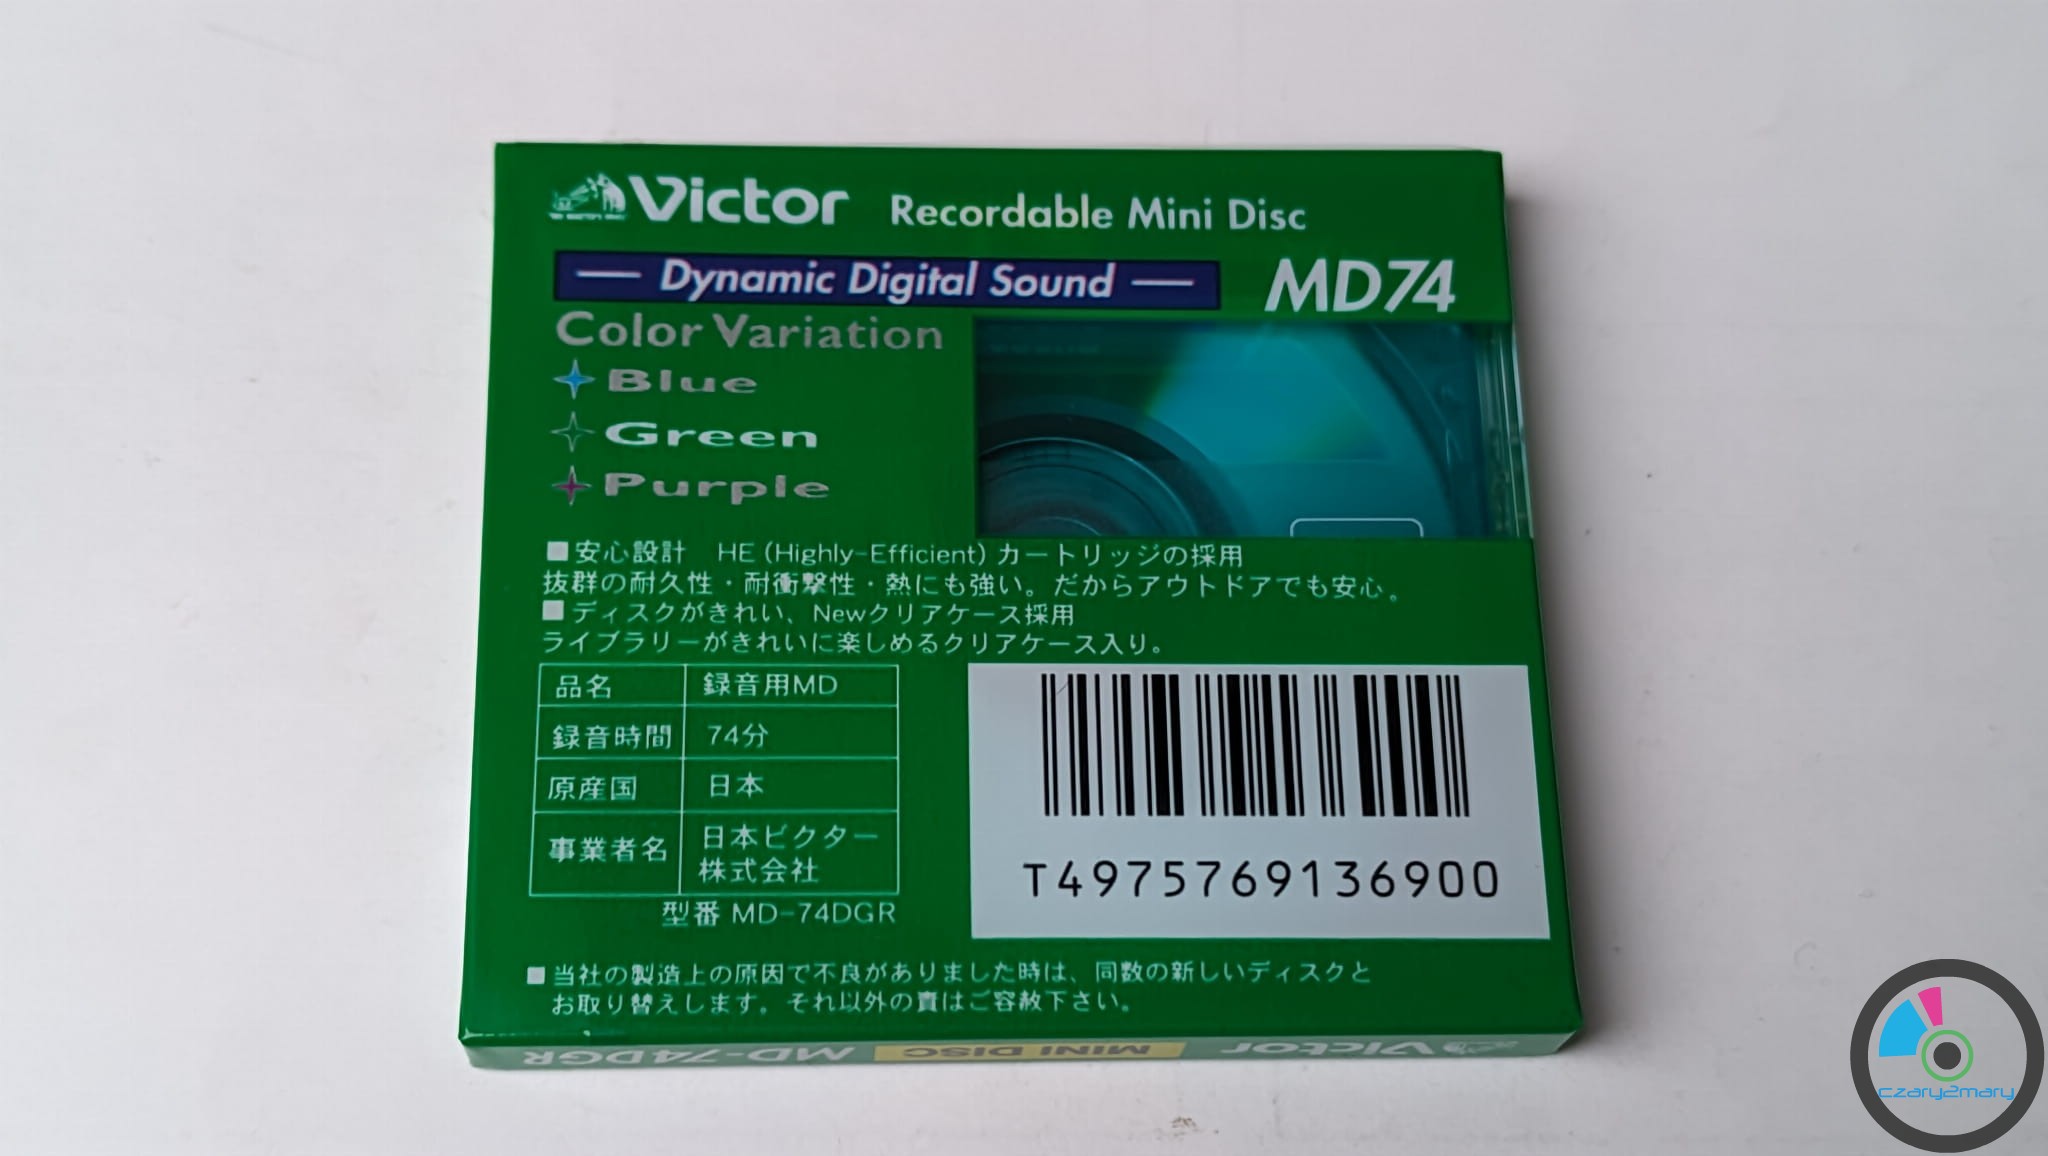 Victor Recordable Mini Disc
Dynamic Digital Sound MD74
Color Variation
Blue
Green
Purple
■安心設計 HE (Highly-Efficient) カートリッジの採用
抜群の耐久性・耐衝撃性・熱にも強い。だからアウトドアでも安心。
■ディスクがきれい、Newクリアケース採用
ライブラリーがきれいに楽しめるクリアケース入り。
品名 録音用MD
録音時間 74分
原産国 日本
事業者名 日本ビクター
株式会社
型番 MD-74DGR
T4975769136900
■当社の製造上の原因で不良がありました時は、同数の新しいディスクと
お取り替えします。それ以外の責はご容赦下さい。
Victor MINI DISC MD-74DGR
czary2mary